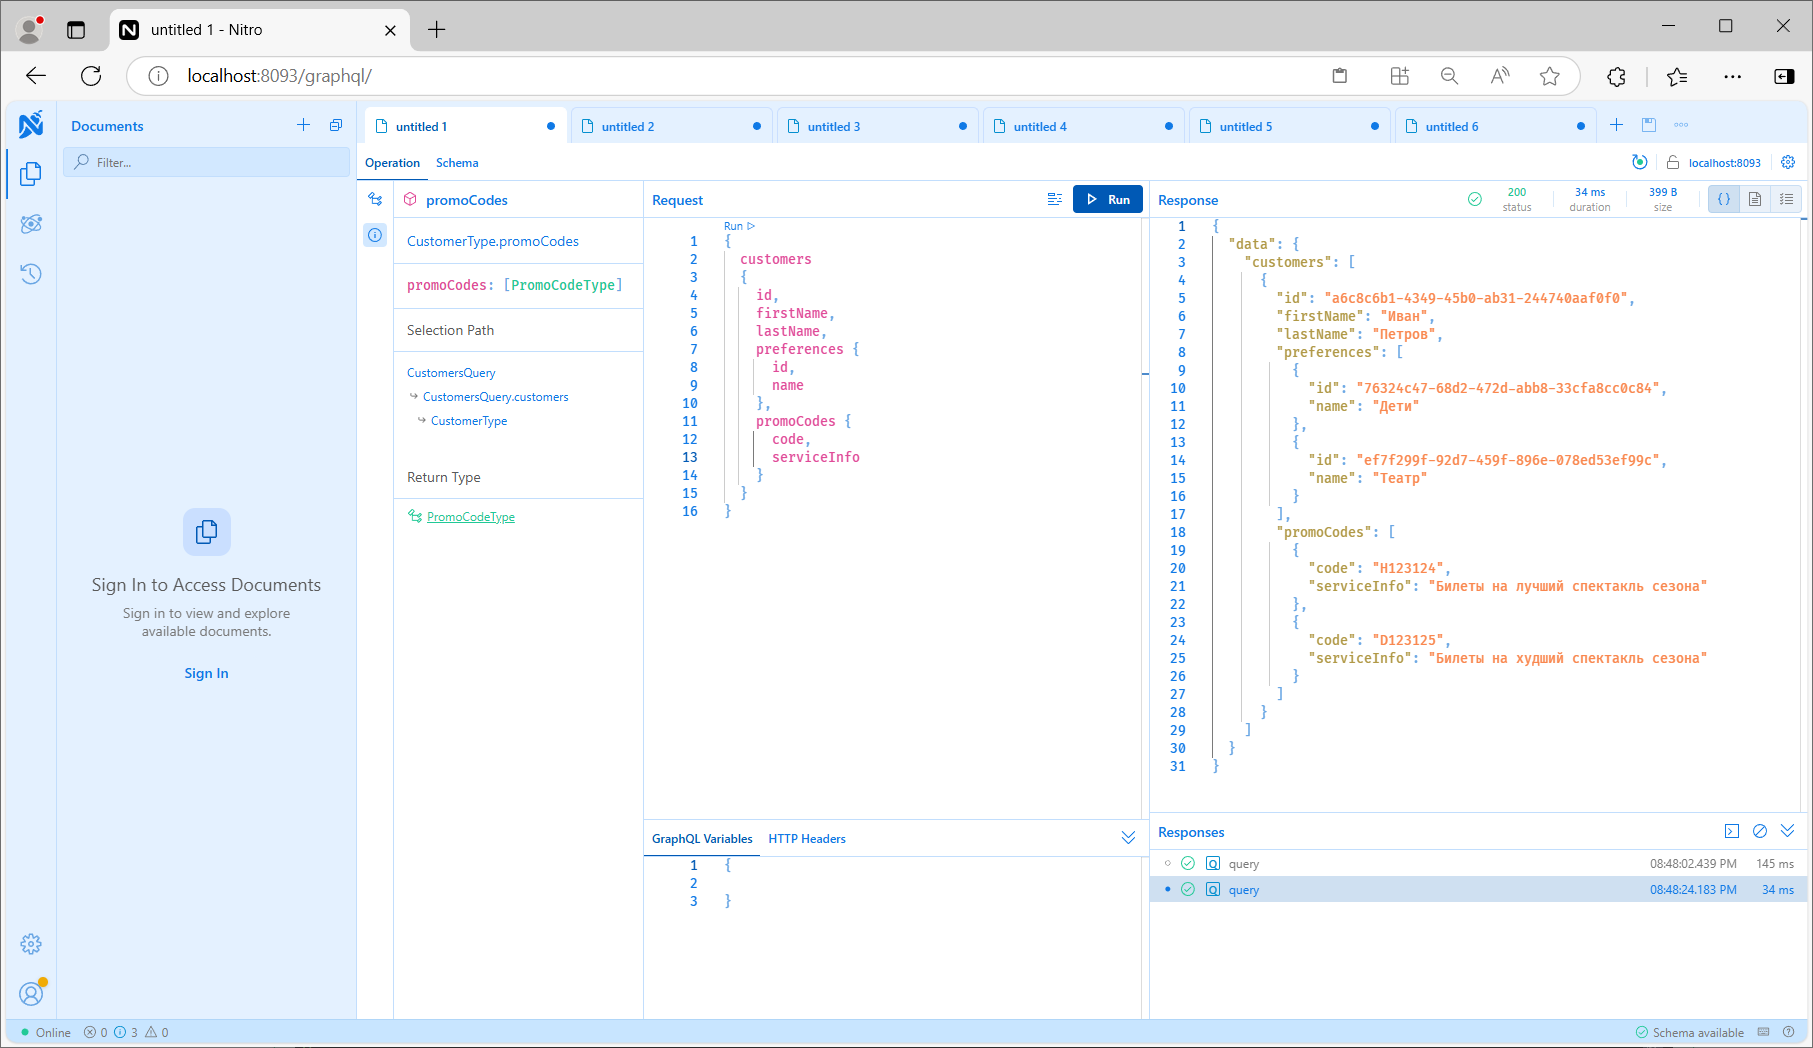 untitled 1 - Nitro
localhost:8093/graphql/
Documents
Filter...
Sign In to Access Documents
Sign in to view and explore
available documents.
Sign In
untitled 1
untitled 2
untitled 3
untitled 4
untitled 5
untitled 6
Operation
Schema
localhost:8093
promoCodes
CustomerType.promoCodes
promoCodes: [PromoCodeType]
Selection Path
CustomersQuery
CustomersQuery.customers
CustomerType
Return Type
PromoCodeType
Request
Run
Run
1 {
2 customers
3 {
4 id,
5 firstName,
6 lastName,
7 preferences {
8 id,
9 name
10 },
11 promoCodes {
12 code,
13 serviceInfo
14 }
15 }
16 }
GraphQL Variables
HTTP Headers
1 {
2
3 }
Response
200
status
34 ms
duration
399 B
size
{ }
1 {
2 "data": {
3 "customers": [
4 {
5 "id": "a6c8c6b1-4349-45b0-ab31-244740aaf0f0",
6 "firstName": "Иван",
7 "lastName": "Петров",
8 "preferences": [
9 {
10 "id": "76324c47-68d2-472d-abb8-33cfa8cc0c84",
11 "name": "Дети"
12 },
13 {
14 "id": "ef7f299f-92d7-459f-896e-078ed53ef99c",
15 "name": "Театр"
16 }
17 ],
18 "promoCodes": [
19 {
20 "code": "H123124",
21 "serviceInfo": "Билеты на лучший спектакль сезона"
22 },
23 {
24 "code": "D123125",
25 "serviceInfo": "Билеты на худший спектакль сезона"
26 }
27 ]
28 }
29 ]
30 }
31 }
Responses
Q query 08:48:02.439 PM 145 ms
Q query 08:48:24.183 PM 34 ms
Online 0 3 0
Schema available